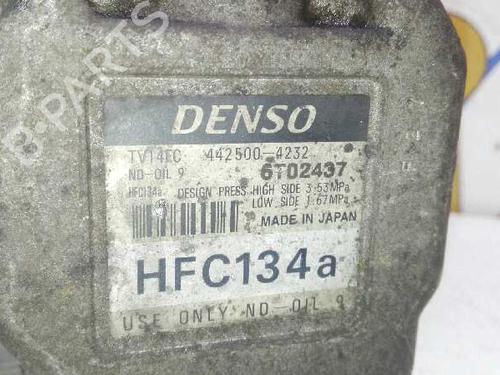 DENSO
TV14EC 442500-4232
ND-OIL 9 6T02437
HFC134a DESIGN PRESS HIGH SIDE 3.53MPa
LOW SIDE 1.67MPa
MADE IN JAPAN
HFC134a
USE ONLY ND-OIL 9
B-PARTS